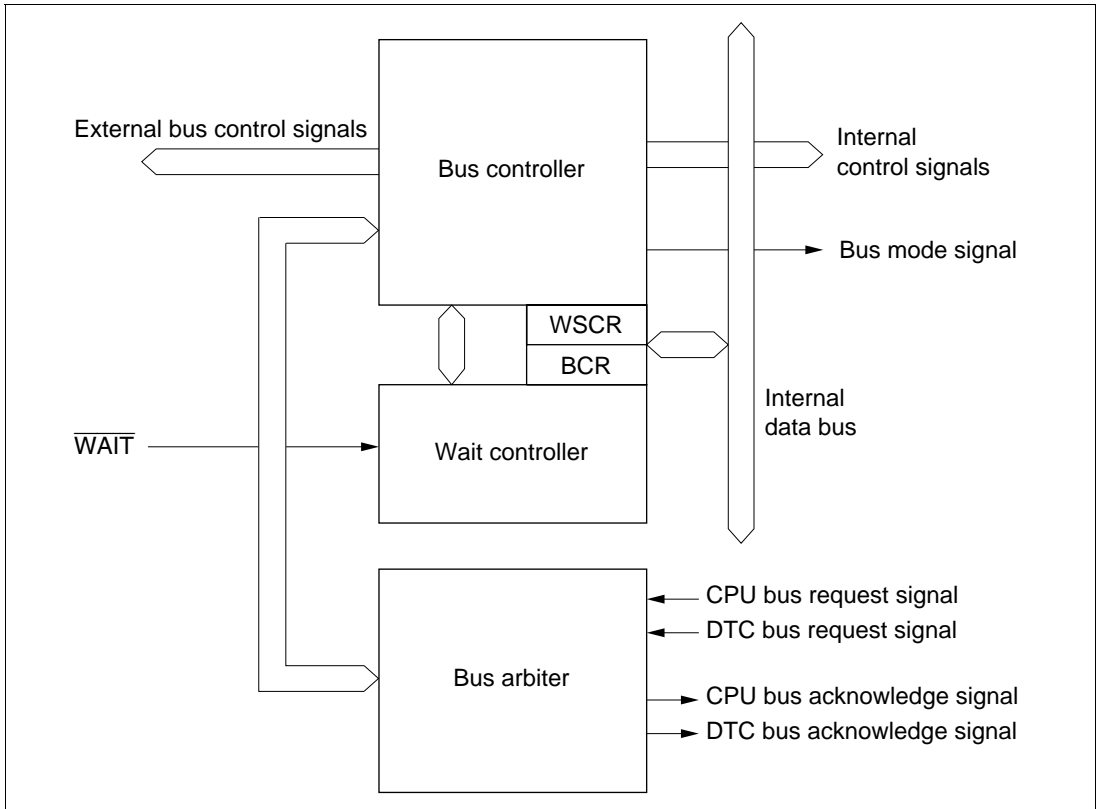 External bus control signals
Bus controller
Internal
control signals
Bus mode signal
WSCR
BCR
Internal
data bus
WAIT
Wait controller
CPU bus request signal
DTC bus request signal
Bus arbiter
CPU bus acknowledge signal
DTC bus acknowledge signal